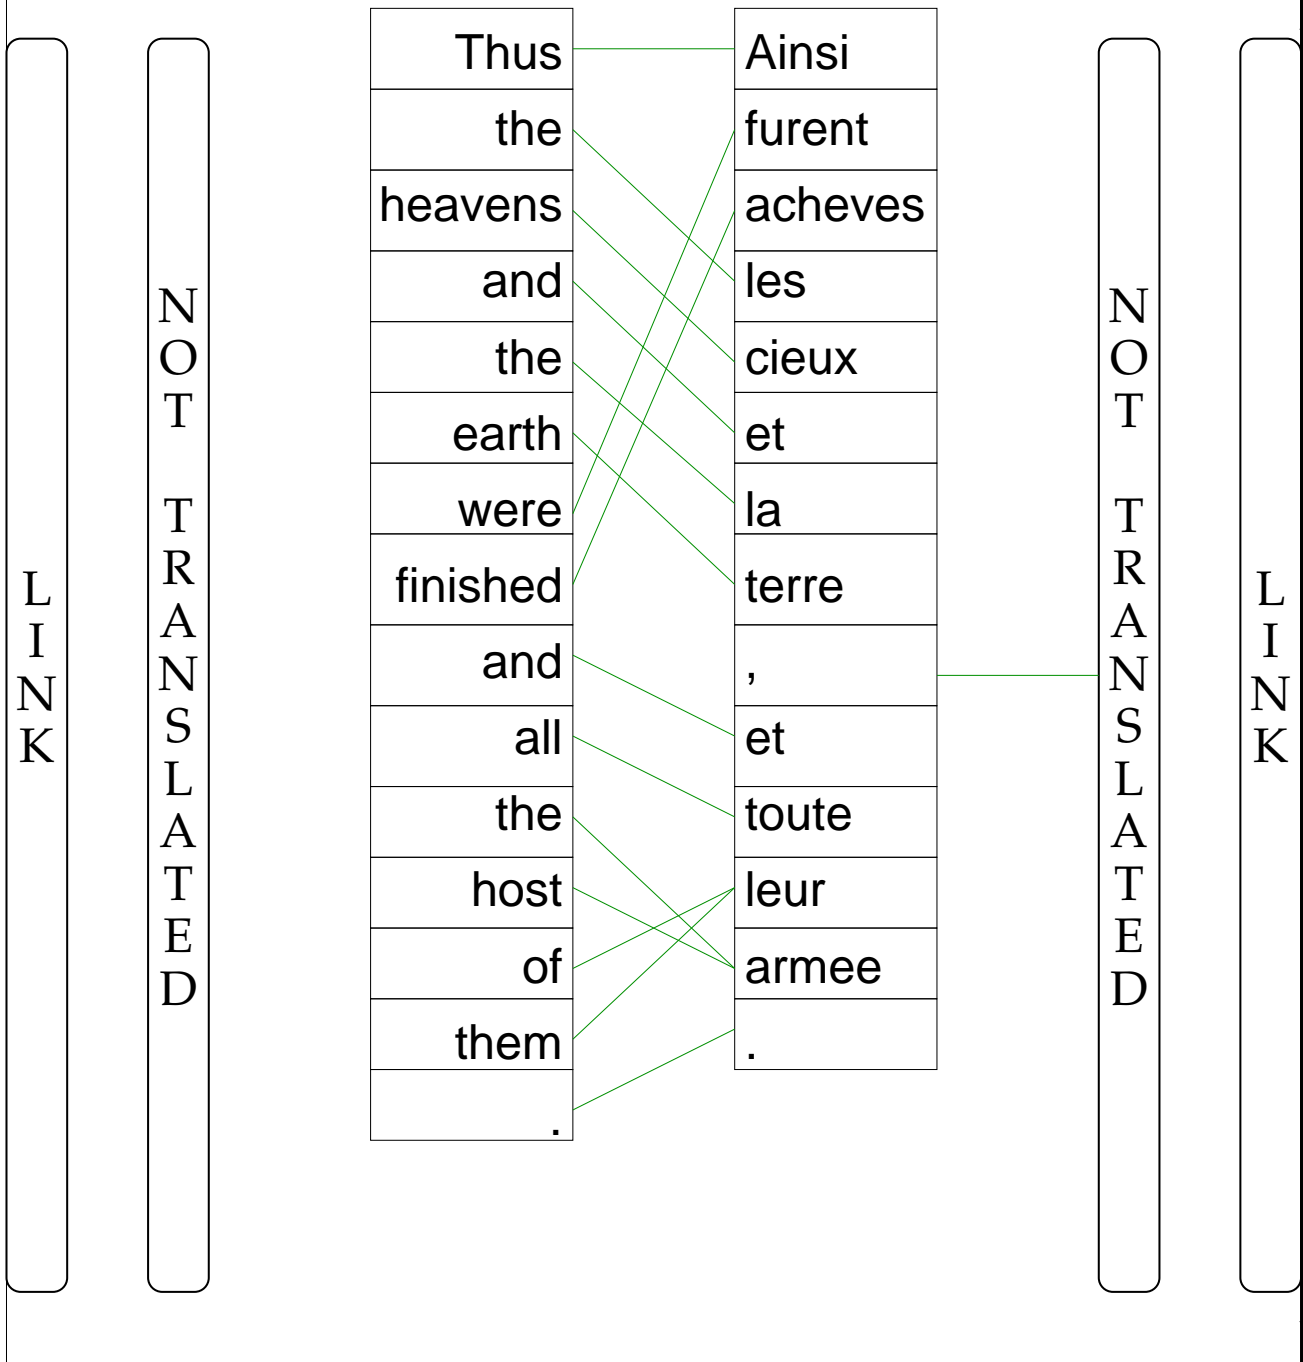 LINK
NOT TRANSLATED
Thus
the
heavens
and
the
earth
were
finished
and
all
the
host
of
them
.
Ainsi
furent
acheves
les
cieux
et
la
terre
,
et
toute
leur
armee
.
NOT TRANSLATED
LINK